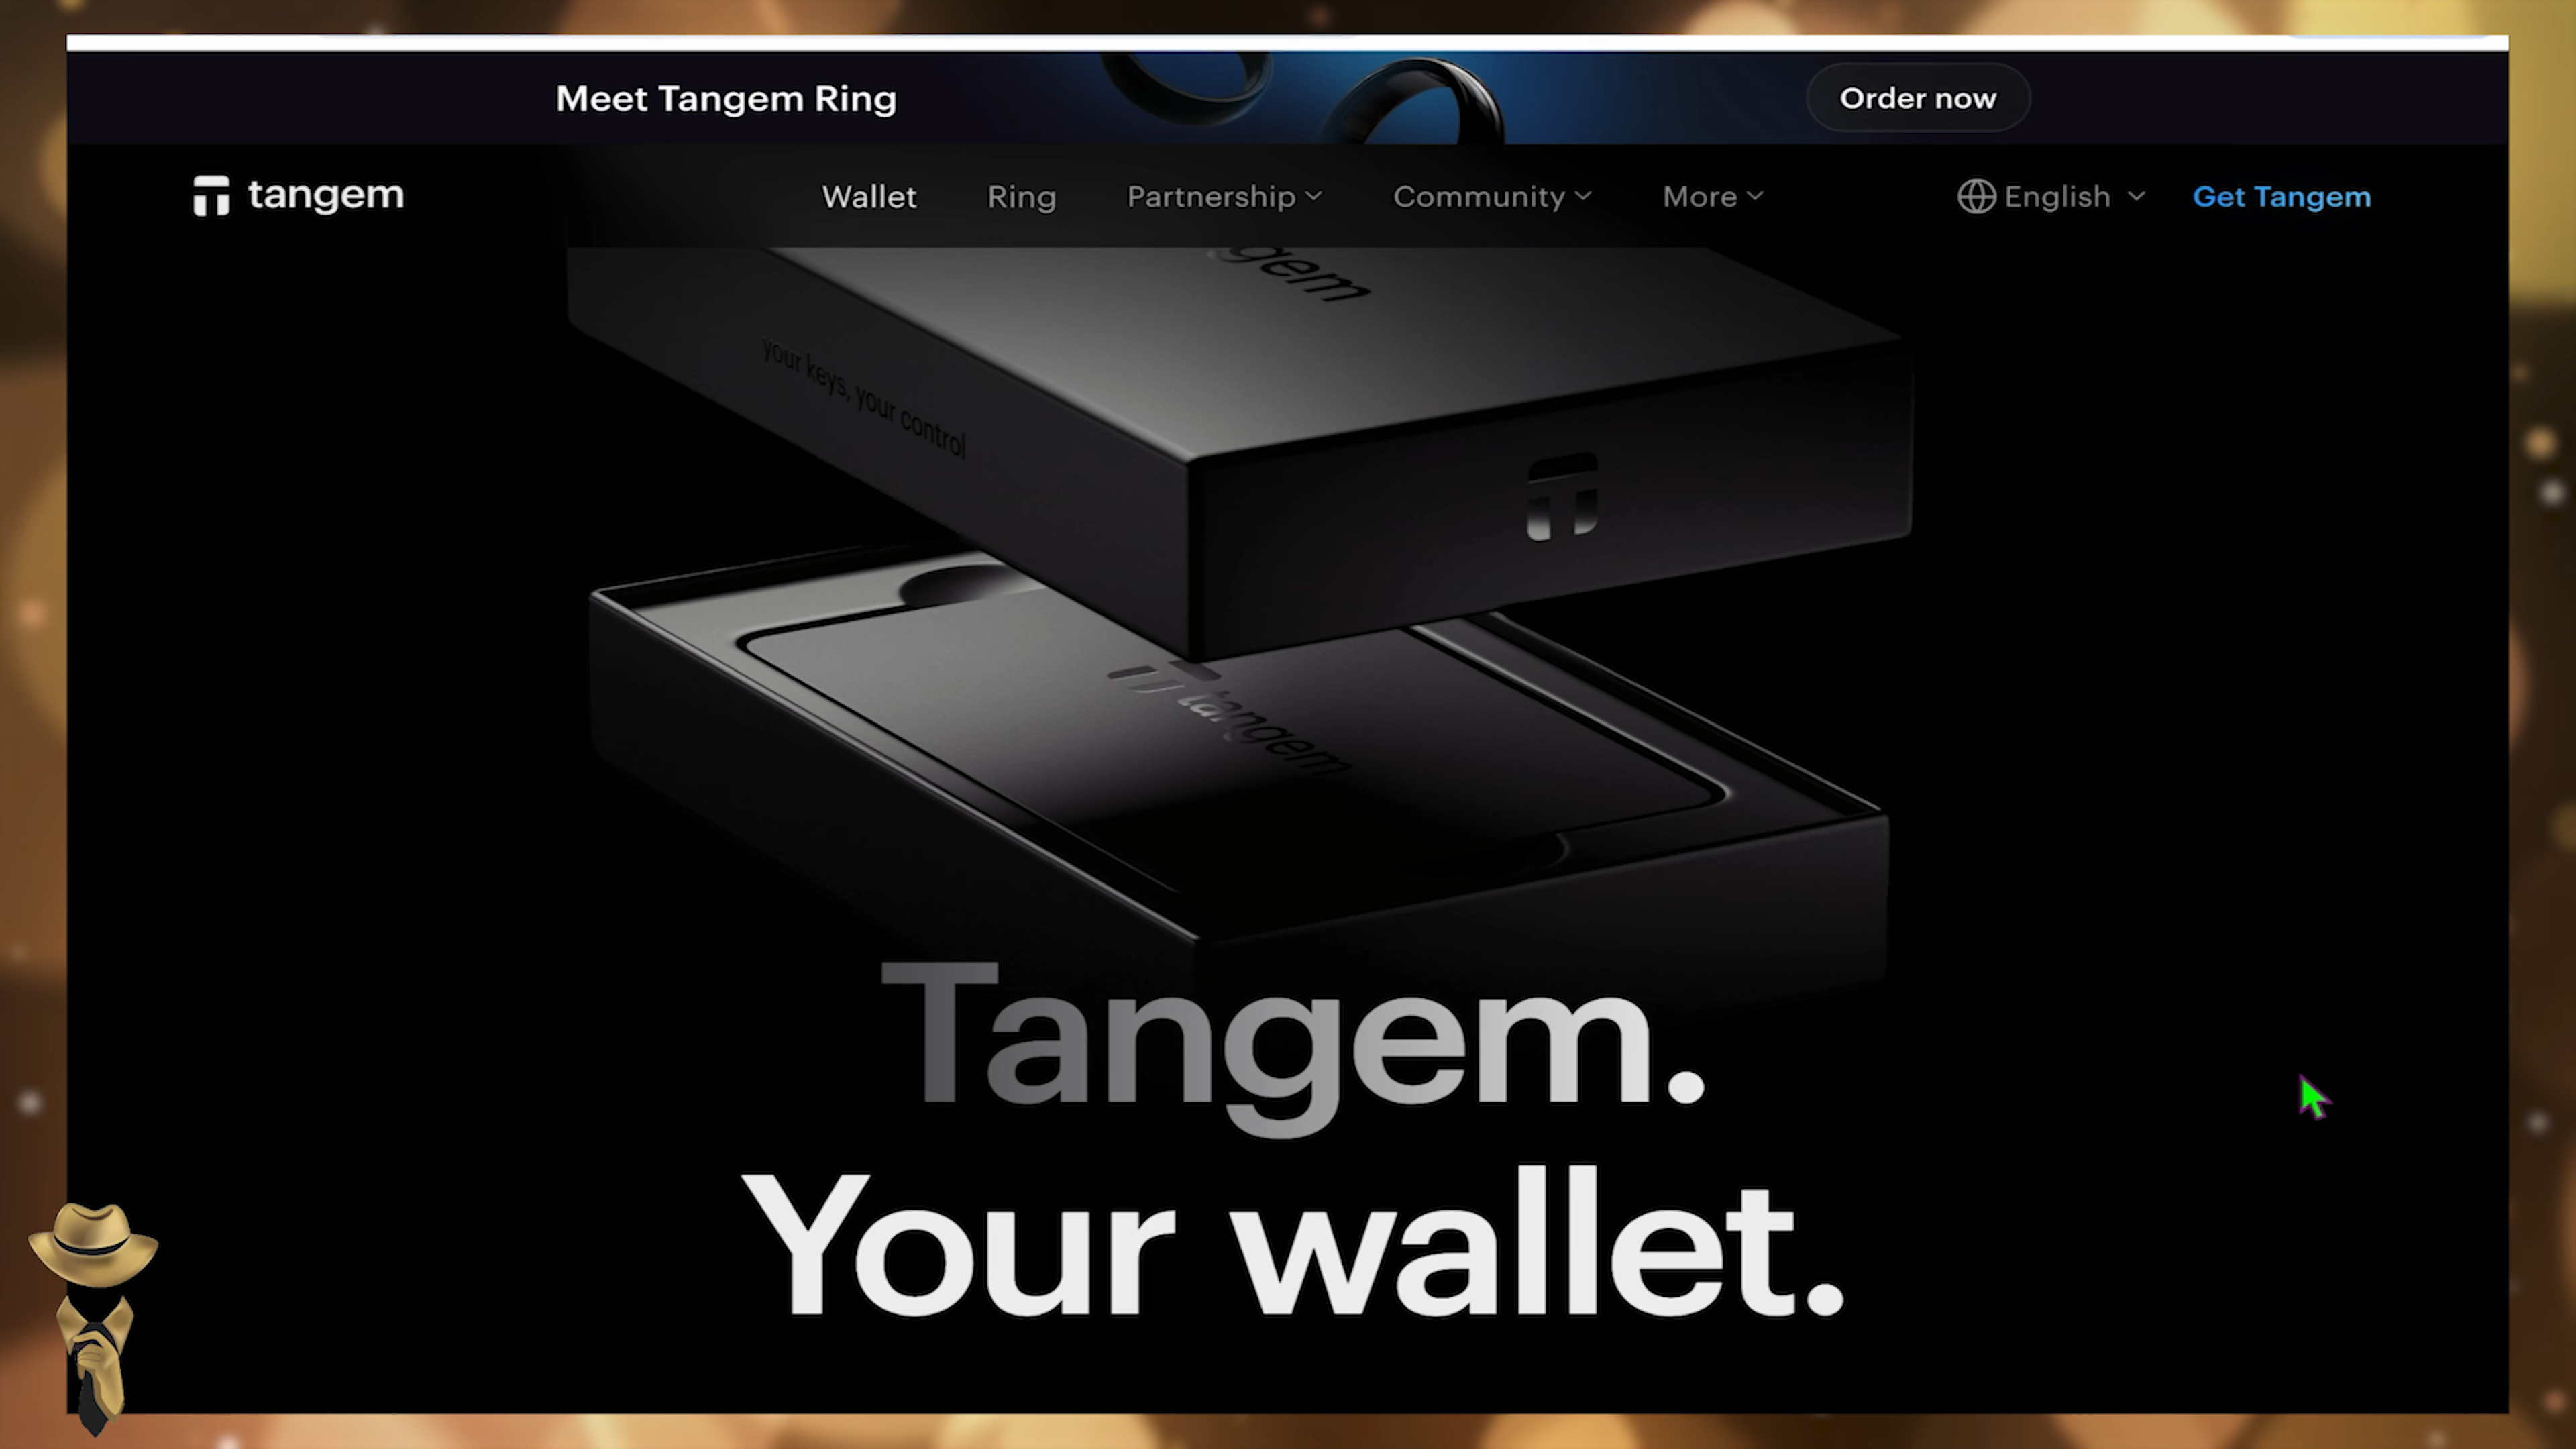 Meet Tangem Ring
Order now
tangem
Wallet
Ring
Partnership
Community
More
English
Get Tangem
gem
your keys, your control
tangem
Tangem.
Your wallet.